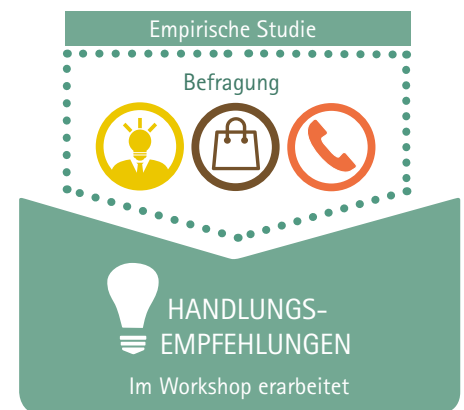 Empirische Studie
Befragung
HANDLUNGS-
EMPFEHLUNGEN
Im Workshop erarbeitet